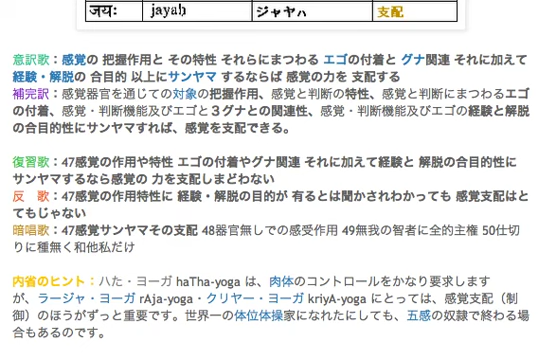 जयः jayaḥ ジャヤハ 支配
意訳歌：感覚の 把握作用と その特性 それらにまつわる エゴの付着と グナ関連 それに加えて
経験・解脱の 合目的 以上にサンヤマ するならば 感覚の力を 支配する
補完訳：感覚器官を通じての対象の把握作用、感覚と判断の特性、感覚と判断にまつわるエゴ
の付着、感覚・判断機能及びエゴと３グナとの関連性、感覚・判断機能及びエゴの経験と解脱
の合目的性にサンヤマすれば、感覚を支配できる。
復習歌：47感覚の作用や特性 エゴの付着やグナ関連 それに加えて経験と 解脱の合目的性に
サンヤマするなら感覚の 力を支配しまどわない
反　歌：47感覚の作用特性に 経験・解脱の目的が 有るとは聞かされわかっても 感覚支配はと
てもじゃない
暗唱歌：47感覚サンヤマその支配 48器官無しでの感受作用 49無我の智者に全的主権 50仕切
りに種無く和他私だけ
内省のヒント：はた・ヨーガ haTha-yoga は、肉体のコントロールをかなり要求します
が、ラージャ・ヨーガ rAja-yoga・クリヤー・ヨーガ kriyA-yoga にとっては、感覚支配（制
御）のほうがずっと重要です。世界一の体位体操家になれたにしても、五感の奴隷で終わる場
合もあるのです。